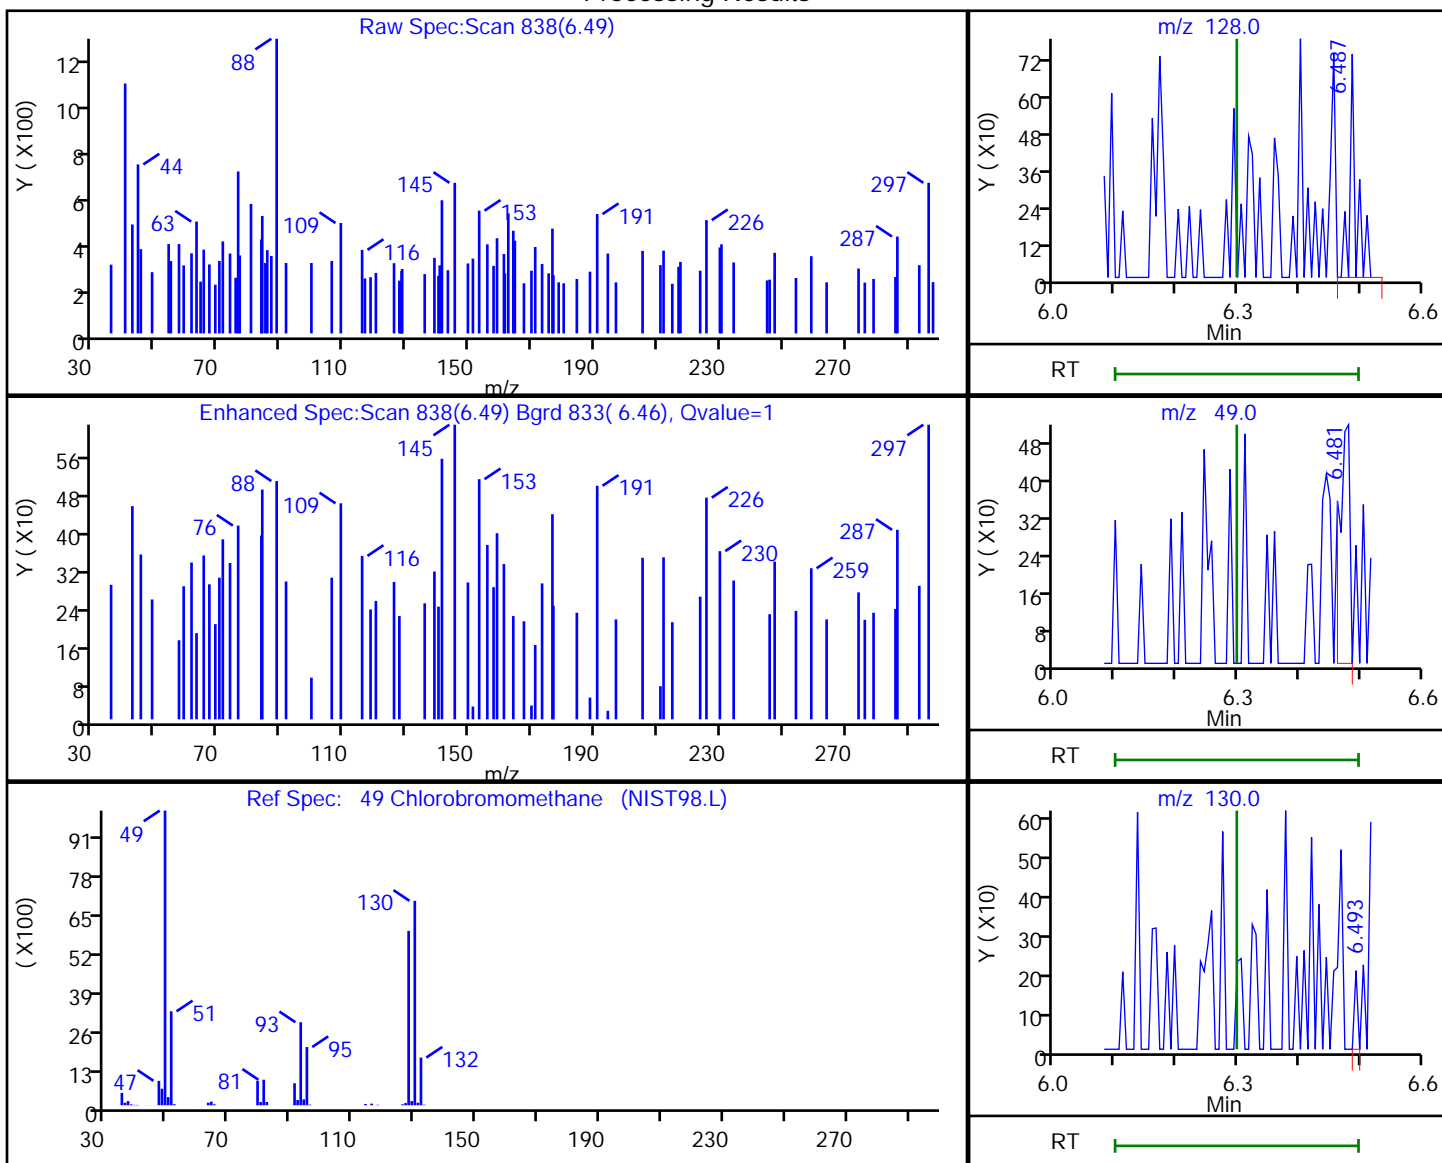 Processing Results
Raw Spec:Scan 838(6.49)
Y ( X100)
12
10
8
6
4
2
0
88
44
63
109
116
145
153
191
226
287
297
30 70 110 150 190 230 270
m/z
m/z 128.0
Y ( X10)
72
60
48
36
24
12
0
6.487
6.0 6.3 6.6
Min
RT
Enhanced Spec:Scan 838(6.49) Bgrd 833( 6.46), Qvalue=1
Y ( X10)
56
48
40
32
24
16
8
0
76
88
109
116
145
153
191
226
230
259
287
297
30 70 110 150 190 230 270
m/z
m/z 49.0
Y ( X10)
48
40
32
24
16
8
0
6.481
6.0 6.3 6.6
Min
RT
Ref Spec: 49 Chlorobromomethane (NIST98.L)
( X100)
91
78
65
52
39
26
13
0
49
47
51
81
93
95
130
132
30 70 110 150 190 230 270
m/z 130.0
Y ( X10)
60
50
40
30
20
10
0
6.493
6.0 6.3 6.6
Min
RT